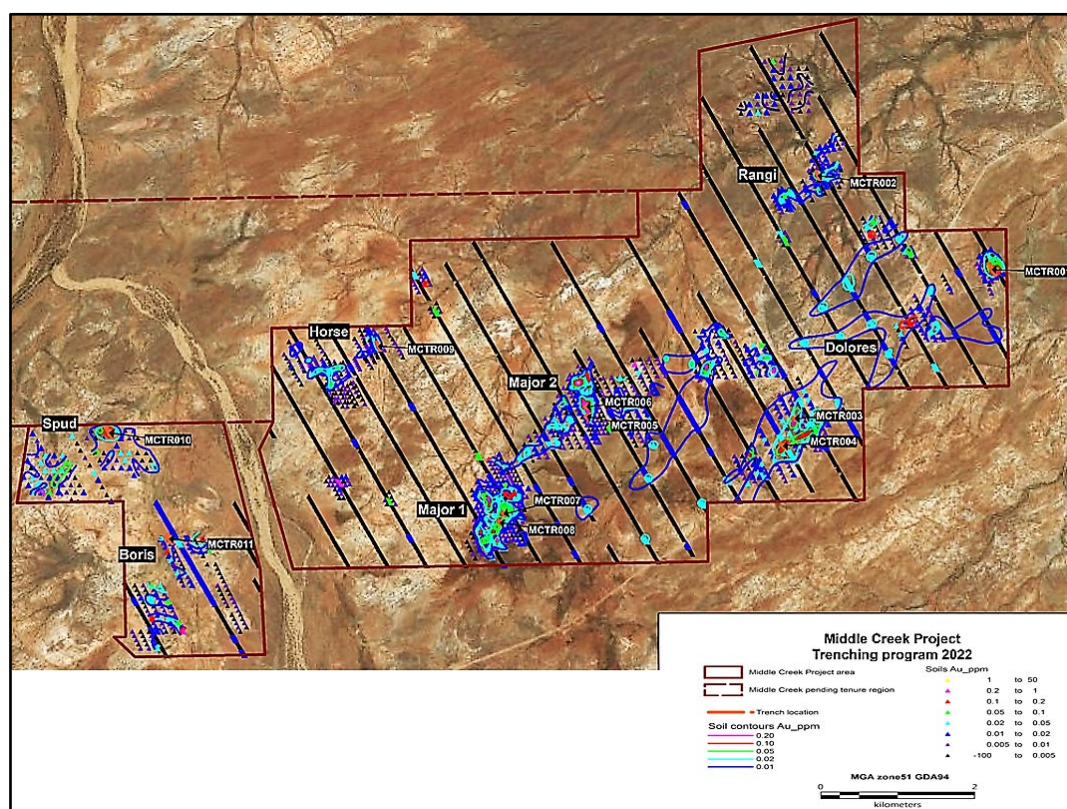 Rangi
MCTR002
MCTR001
Horse
MCTR009
Dolores
Major 2
MCTR006
MCTR005
MCTR003
MCTR004
Spud
MCTR010
Major 1
MCTR007
MCTR008
Boris
MCTR011
Middle Creek Project
Trenching program 2022
Middle Creek Project area
Middle Creek pending tenure region
Trench location
Soil contours Au_ppm
0.20
0.10
0.05
0.02
0.01
Soils Au_ppm
1 to 50
0.2 to 1
0.1 to 0.2
0.05 to 0.1
0.02 to 0.05
0.01 to 0.02
0.005 to 0.01
-100 to 0.005
MGA zone51 GDA94
0 2
kilometers